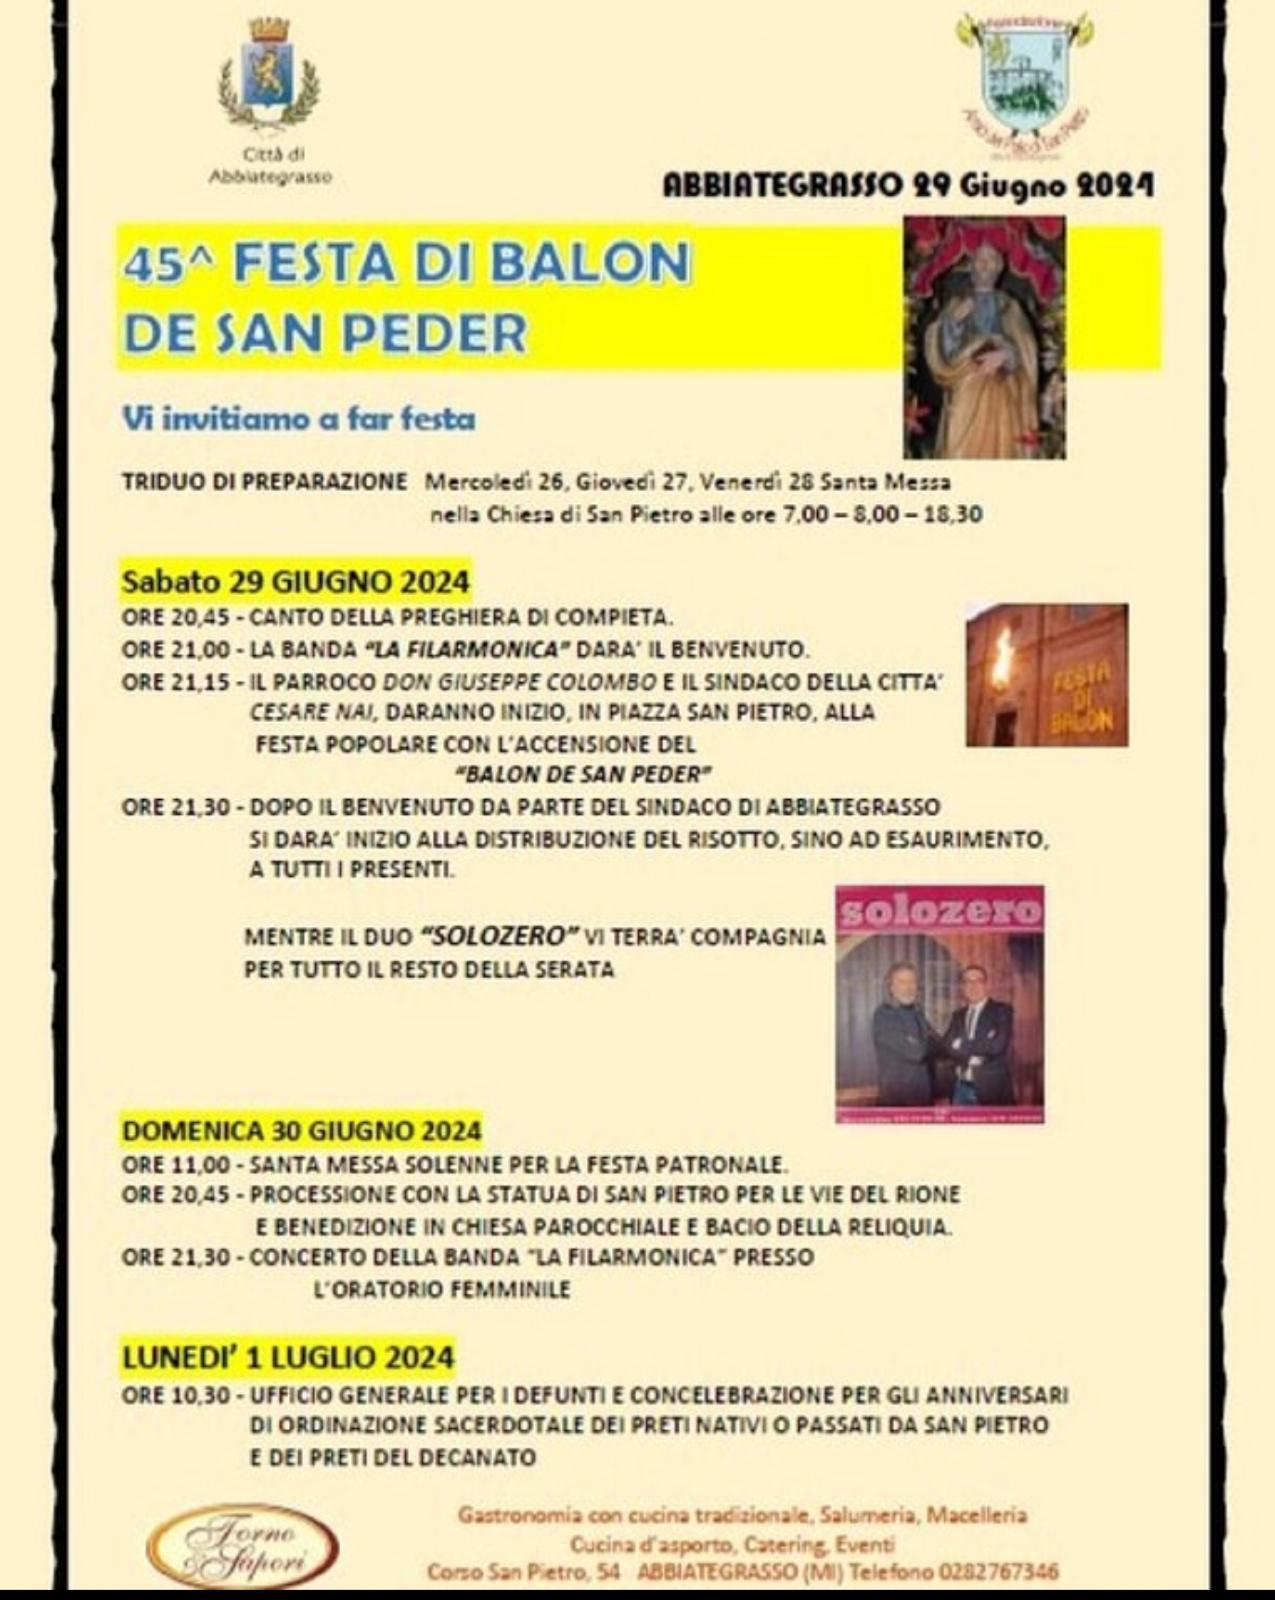 Città di
Abbiategrasso
Associazione
Amici del Palio di San Pietro
ABBIATEGRASSO 29 Giugno 2024
45^ FESTA DI BALON
DE SAN PEDER
Vi invitiamo a far festa
TRIDUO DI PREPARAZIONE Mercoledì 26, Giovedì 27, Venerdì 28 Santa Messa
nella Chiesa di San Pietro alle ore 7,00 – 8,00 – 18,30
Sabato 29 GIUGNO 2024
ORE 20,45 - CANTO DELLA PREGHIERA DI COMPIETA.
ORE 21,00 - LA BANDA “LA FILARMONICA” DARA’ IL BENVENUTO.
ORE 21,15 - IL PARROCO DON GIUSEPPE COLOMBO E IL SINDACO DELLA CITTA’
CESARE NAI, DARANNO INIZIO, IN PIAZZA SAN PIETRO, ALLA
FESTA POPOLARE CON L’ACCENSIONE DEL
“BALON DE SAN PEDER”
FESTA
DI
BALON
ORE 21,30 - DOPO IL BENVENUTO DA PARTE DEL SINDACO DI ABBIATEGRASSO
SI DARA’ INIZIO ALLA DISTRIBUZIONE DEL RISOTTO, SINO AD ESAURIMENTO,
A TUTTI I PRESENTI.
solozero
MENTRE IL DUO “SOLOZERO” VI TERRA’ COMPAGNIA
PER TUTTO IL RESTO DELLA SERATA
DOMENICA 30 GIUGNO 2024
ORE 11,00 - SANTA MESSA SOLENNE PER LA FESTA PATRONALE.
ORE 20,45 - PROCESSIONE CON LA STATUA DI SAN PIETRO PER LE VIE DEL RIONE
E BENEDIZIONE IN CHIESA PAROCCHIALE E BACIO DELLA RELIQUIA.
ORE 21,30 - CONCERTO DELLA BANDA “LA FILARMONICA” PRESSO
L’ORATORIO FEMMINILE
LUNEDI’ 1 LUGLIO 2024
ORE 10,30 - UFFICIO GENERALE PER I DEFUNTI E CONCELEBRAZIONE PER GLI ANNIVERSARI
DI ORDINAZIONE SACERDOTALE DEI PRETI NATIVI O PASSATI DA SAN PIETRO
E DEI PRETI DEL DECANATO
Torno
& Sapori
Gastronomia con cucina tradizionale, Salumeria, Macelleria
Cucina d’asporto, Catering, Eventi
Corso San Pietro, 54 ABBIATEGRASSO (MI) Telefono 0282767346